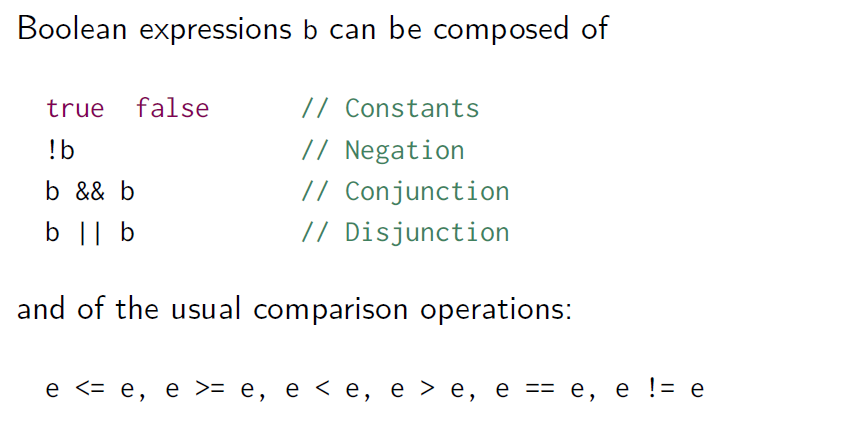 Boolean expressions b can be composed of
true false // Constants
!b // Negation
b && b // Conjunction
b || b // Disjunction
and of the usual comparison operations:
e <= e, e >= e, e < e, e > e, e == e, e != e